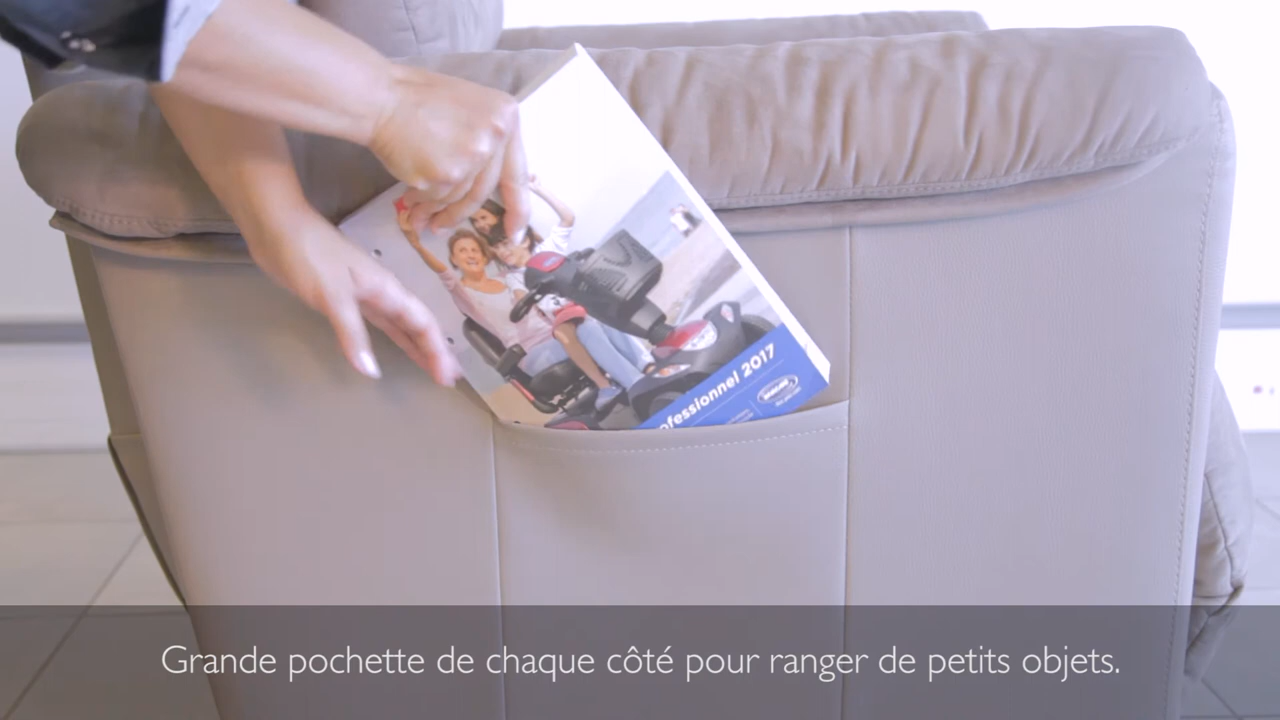 ofessionnel 2017
Grande pochette de chaque côté pour ranger de petits objets.